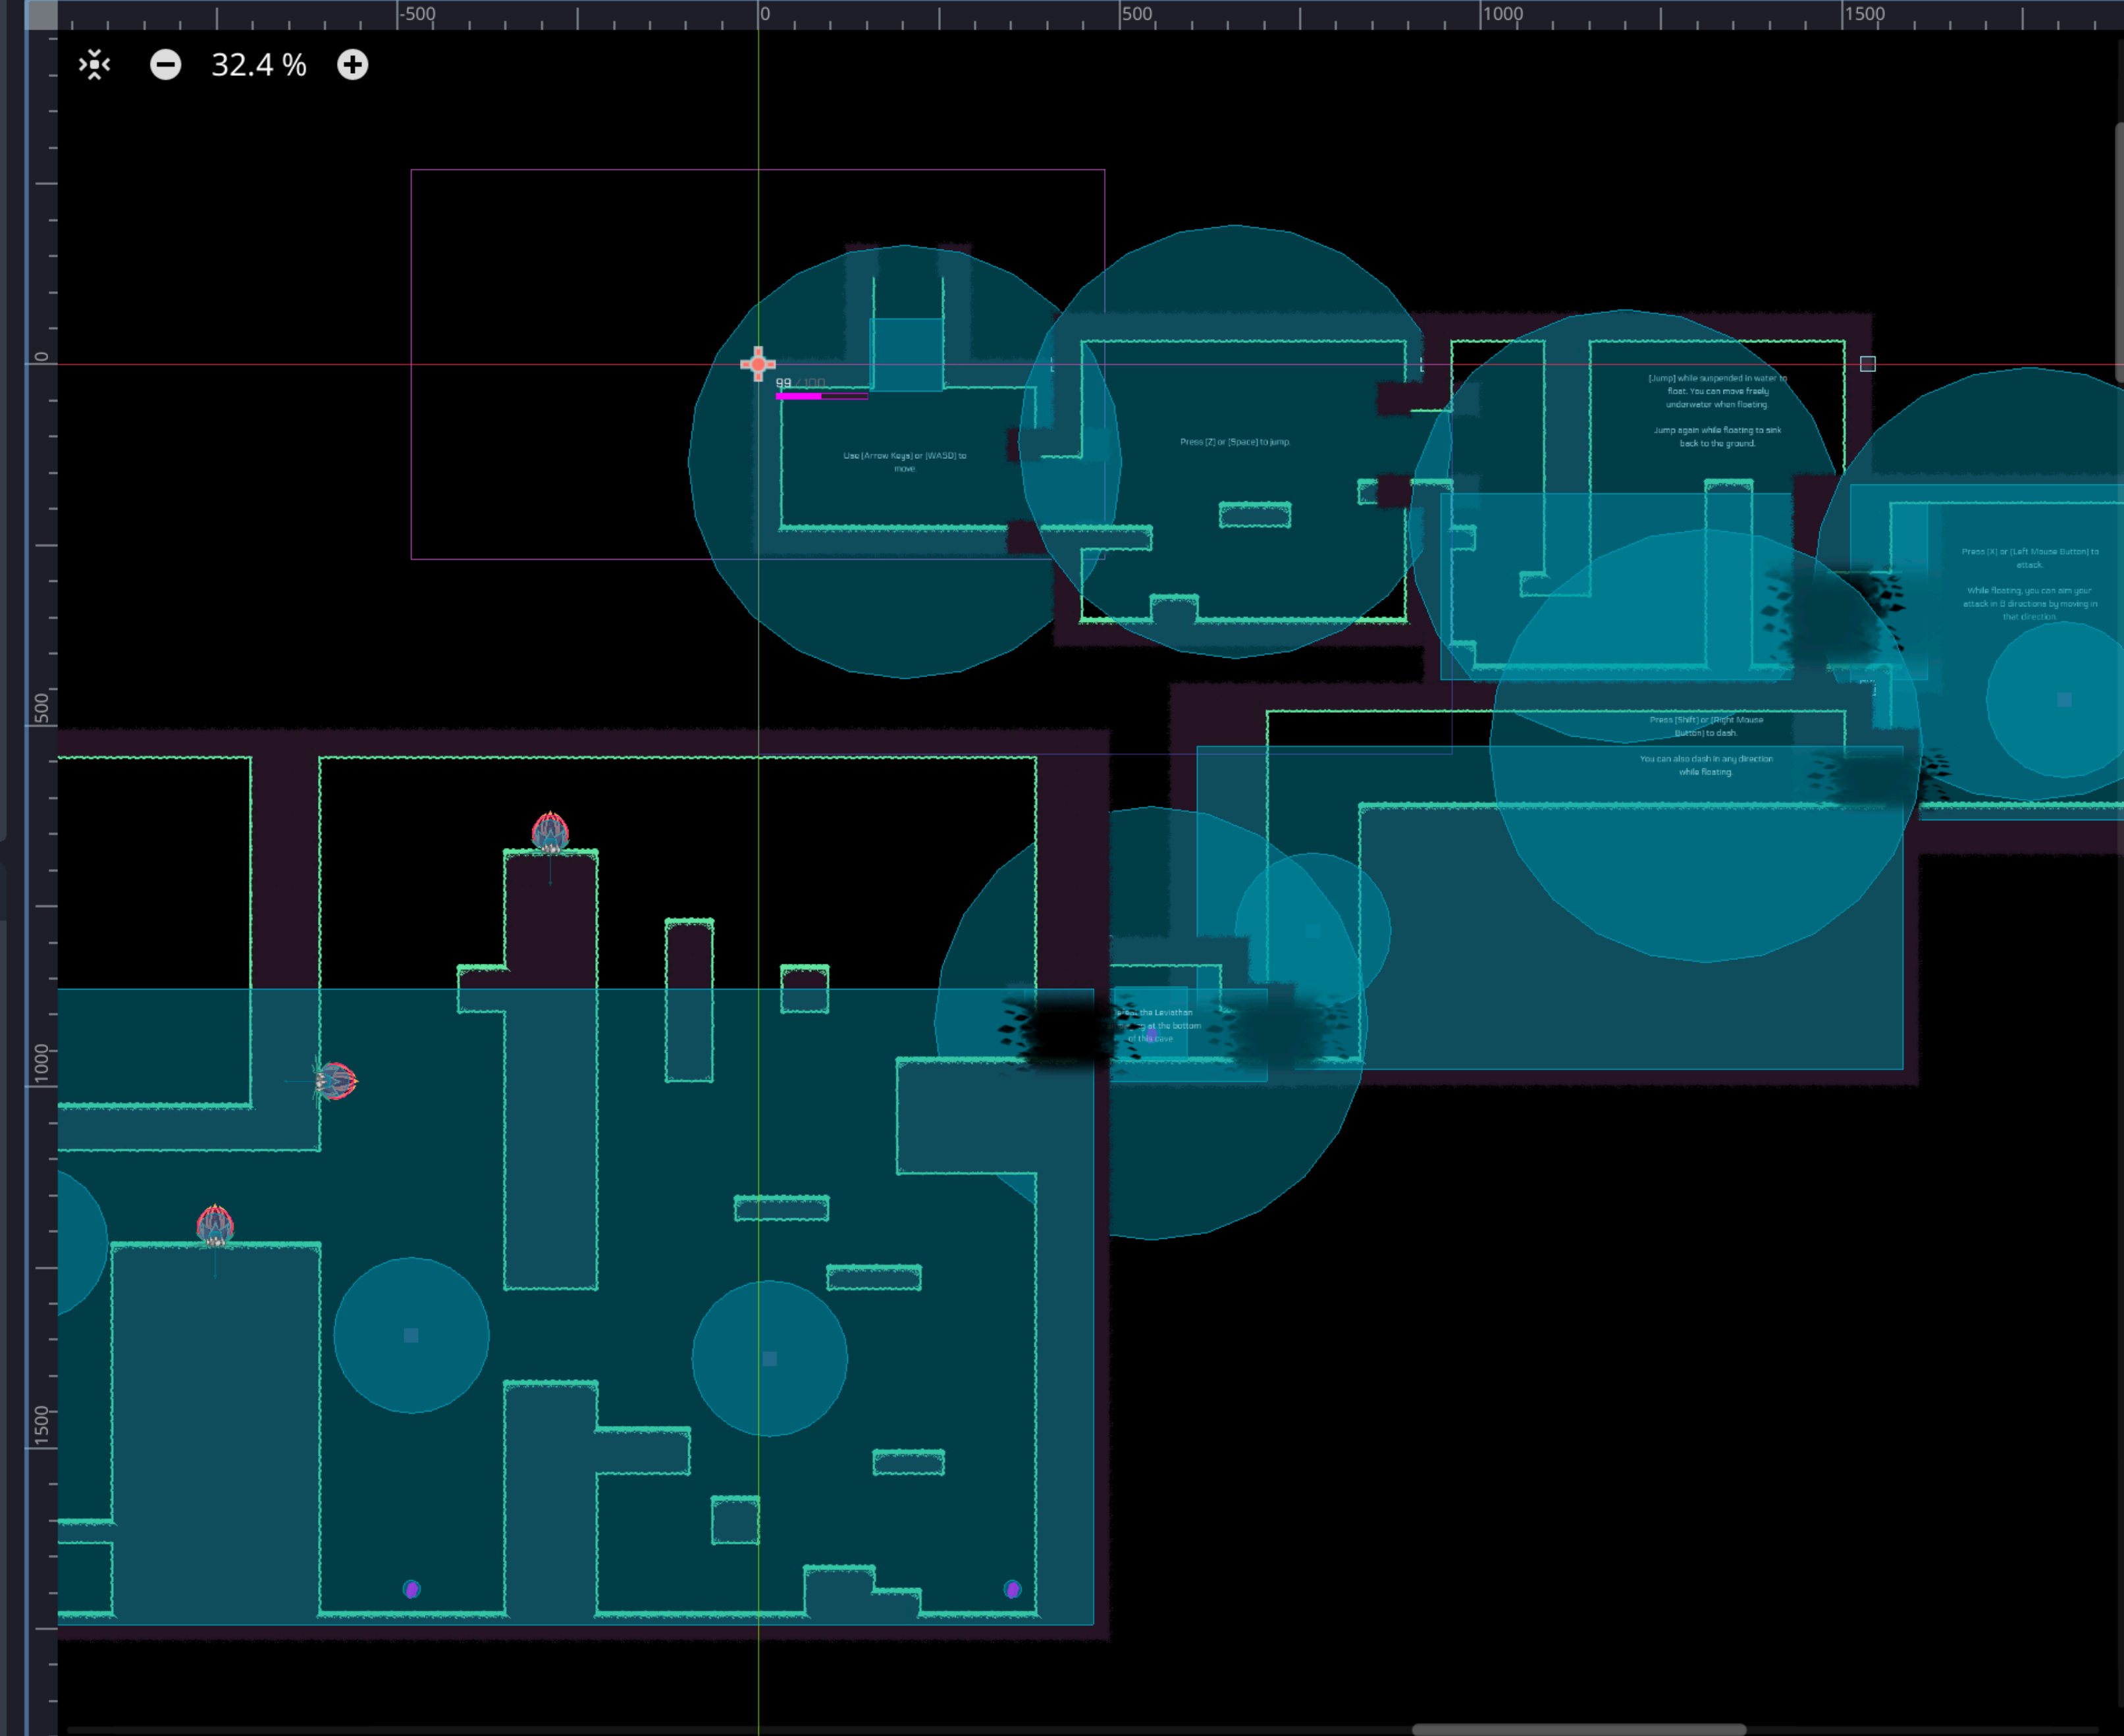 -500 0 500 1000 1500
32.4 %
0
500
1000
1500
99 /100
Use [Arrow Keys] or [WASD] to
move.
Press [Z] or [Space] to jump.
[Jump] while suspended in water to
float. You can move freely
underwater when floating.
Jump again while floating to sink
back to the ground.
Press [X] or [Left Mouse Button] to
attack.
While floating, you can aim your
attack in 8 directions by moving in
that direction.
Press [Shift] or [Right Mouse
Button] to dash.
You can also dash in any direction
while floating.
the Leviathan
at the bottom
of this cave